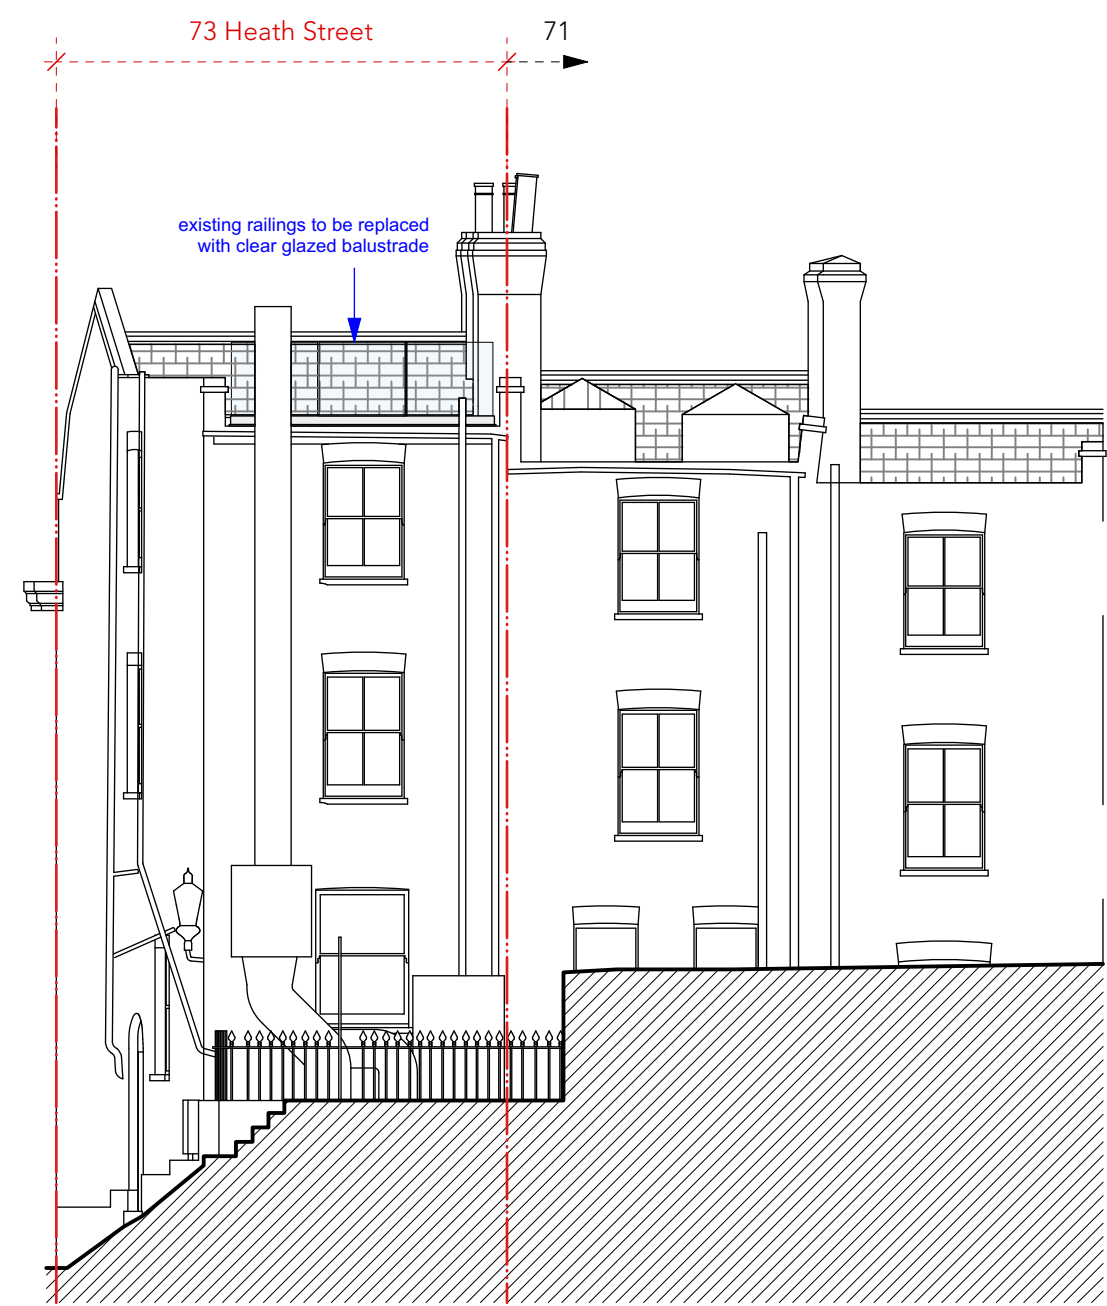 73 Heath Street
71
existing railings to be replaced
with clear glazed balustrade